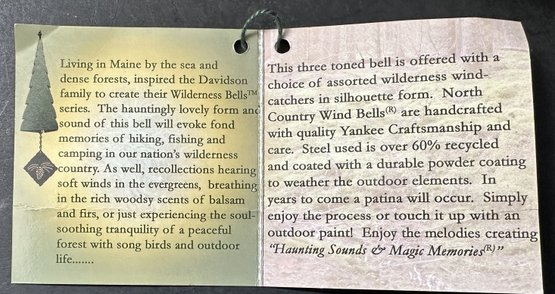 Living in Maine by the sea and
dense forests, inspired the Davidson
family to create their Wilderness Bells™
series. The hauntingly lovely form and
sound of this bell will evoke fond
memories of hiking, fishing and
camping in our nation's wilderness
country. As well, recollections hearing
soft winds in the evergreens, breathing
in the rich woodsy scents of balsam
and firs, or just experiencing the soul-
soothing tranquility of a peaceful
forest with song birds and outdoor
life.......
This three toned bell is offered with a
choice of assorted wilderness wind-
catchers in silhouette form. North
Country Wind Bells(R) are handcrafted
with quality Yankee Craftsmanship and
care. Steel used is over 60% recycled
and coated with a durable powder coating
to weather the outdoor elements. In
years to come a patina will occur. Simply
enjoy the process or touch it up with an
outdoor paint! Enjoy the melodies creating
"Haunting Sounds & Magic Memories(R)"